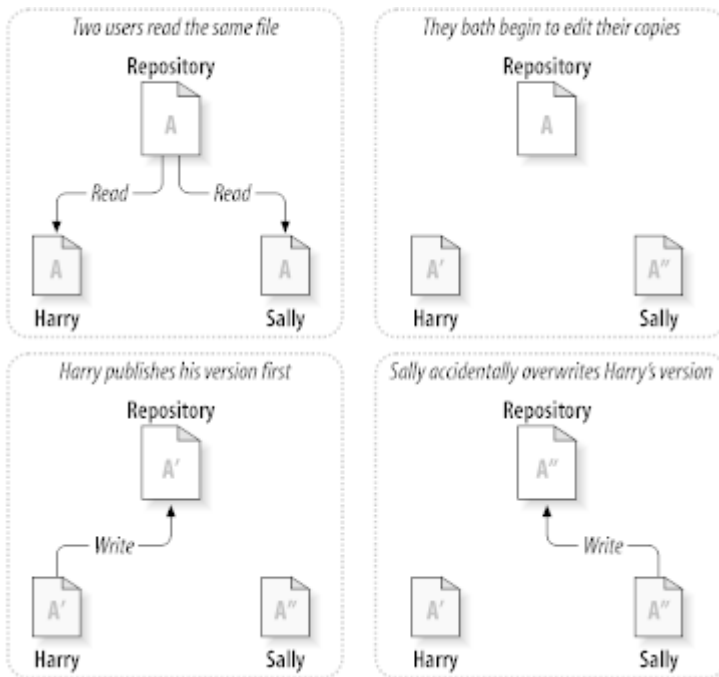 Two users read the same file
Repository
A
Read
Read
A
A
Harry
Sally
They both begin to edit their copies
Repository
A
A′
A″
Harry
Sally
Harry publishes his version first
Repository
A′
Write
A′
A″
Harry
Sally
Sally accidentally overwrites Harry's version
Repository
A″
Write
A′
A″
Harry
Sally